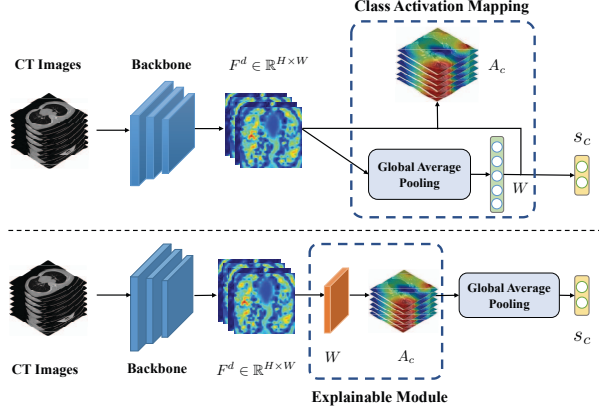 Class Activation Mapping
CT Images
Backbone
$F^d \in \mathbb{R}^{H \times W}$
$A_c$
Global Average
Pooling
$W$
$s_c$
Global Average
Pooling
$W$
$A_c$
$s_c$
CT Images
Backbone
$F^d \in \mathbb{R}^{H \times W}$
Explainable Module